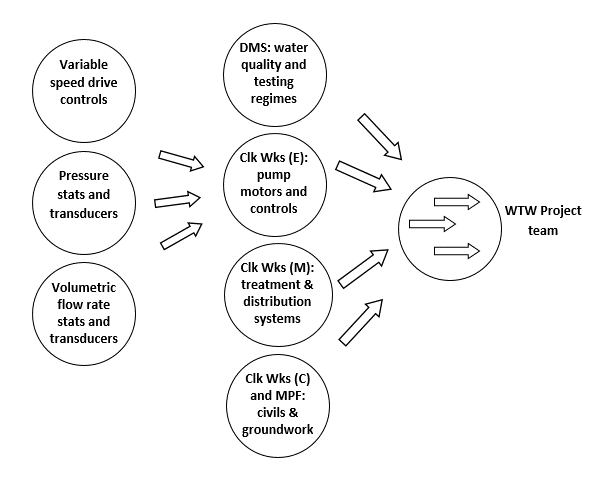 Variable
speed drive
controls
Pressure
stats and
transducers
Volumetric
flow rate
stats and
transducers
DMS: water
quality and
testing
regimes
Clk Wks (E):
pump
motors and
controls
Clk Wks (M):
treatment &
distribution
systems
Clk Wks (C)
and MPF:
civils &
groundwork
WTW Project
team